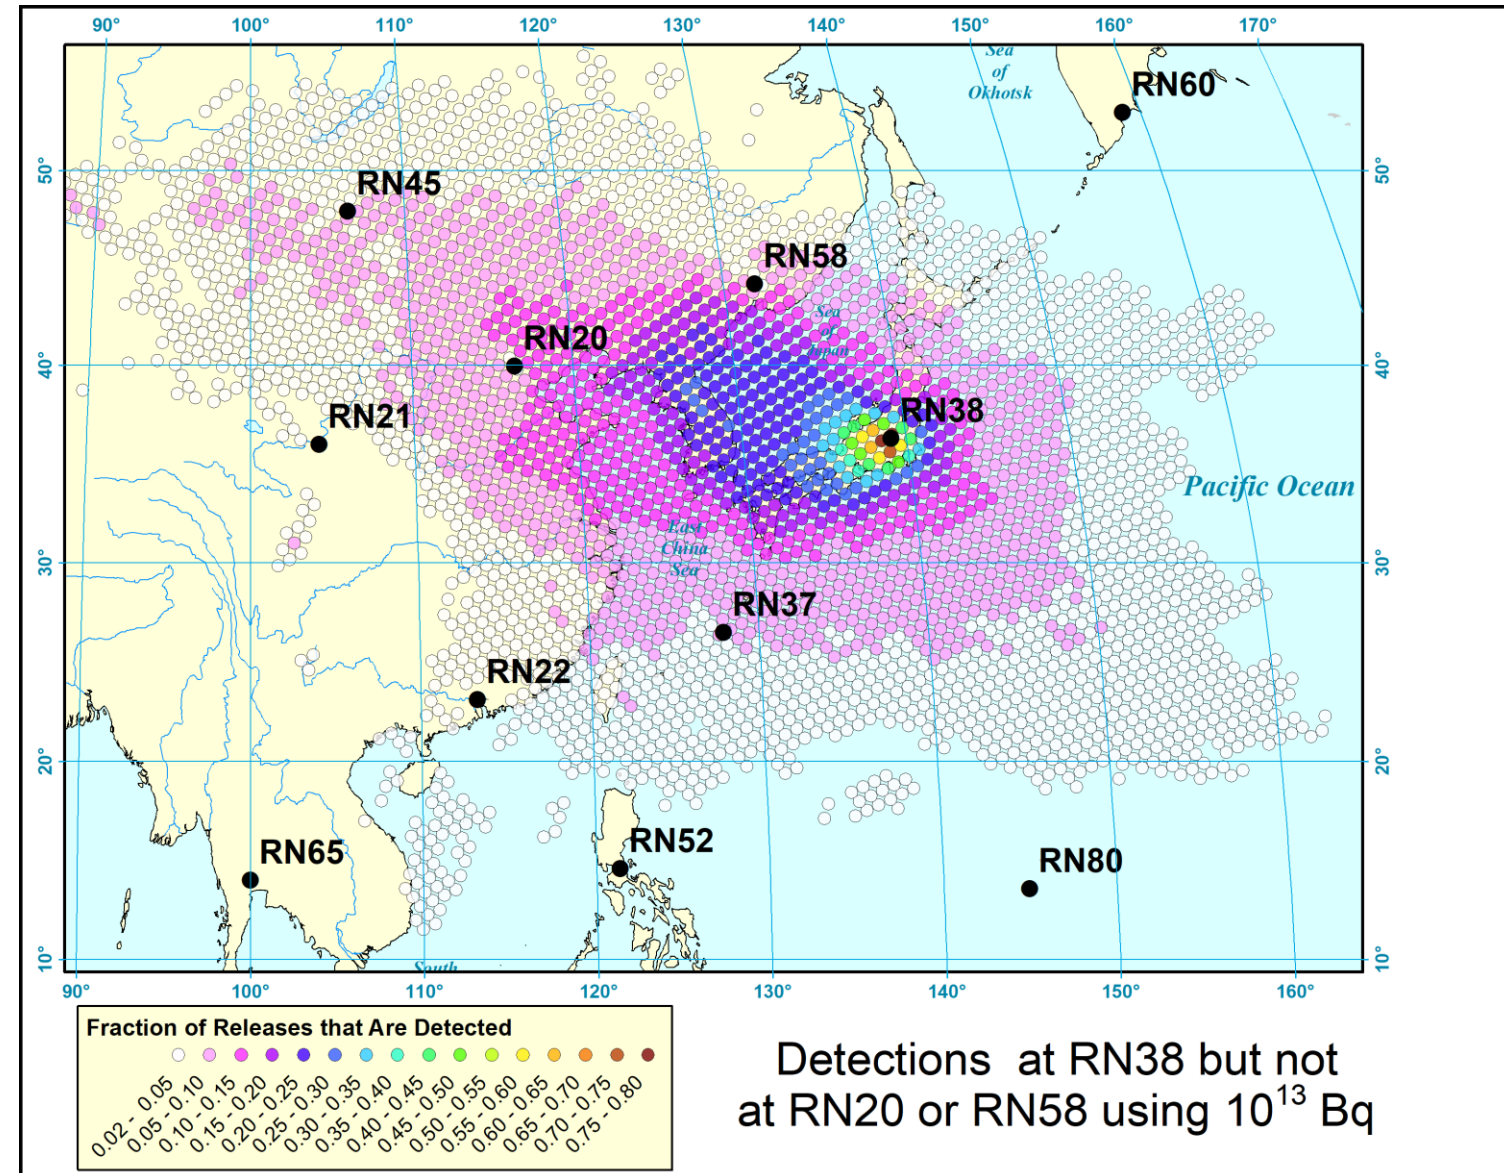 90° 100° 110° 120° 130° 140° 150° 160° 170°
Sea
of
Okhotsk
RN60
50° 50°
RN45
RN58
Sea
of
Japan
RN20
40° 40°
RN21
RN38
Pacific Ocean
East
China
Sea
30° 30°
RN37
RN22
20° 20°
RN52
RN65
RN80
10° 10°
South
90° 100° 110° 120° 130° 140° 150° 160°
Fraction of Releases that Are Detected
0.02 - 0.05
0.05 - 0.10
0.10 - 0.15
0.15 - 0.20
0.20 - 0.25
0.25 - 0.30
0.30 - 0.35
0.35 - 0.40
0.40 - 0.45
0.45 - 0.50
0.50 - 0.55
0.55 - 0.60
0.60 - 0.65
0.65 - 0.70
0.70 - 0.75
0.75 - 0.80
Detections at RN38 but not
at RN20 or RN58 using 10¹³ Bq